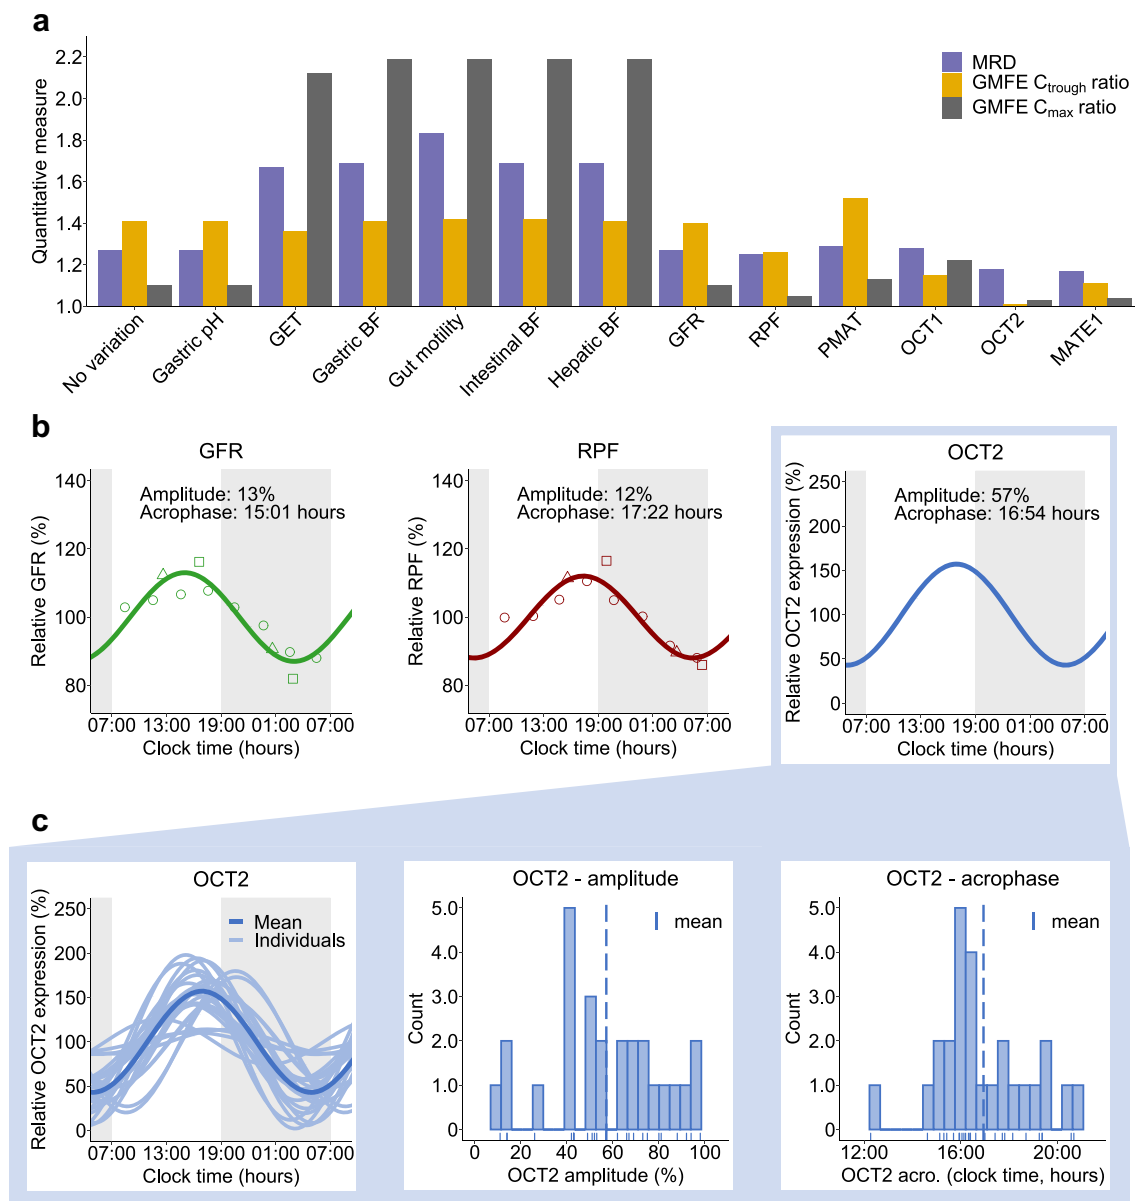 a
Quantitative measure
2.2
2.0
1.8
1.6
1.4
1.2
1.0
MRD
GMFE Ctrough ratio
GMFE Cmax ratio
No variation
Gastric pH
GET
Gastric BF
Gut motility
Intestinal BF
Hepatic BF
GFR
RPF
PMAT
OCT1
OCT2
MATE1
b
GFR
Relative GFR (%)
140
120
100
80
Amplitude: 13%
Acrophase: 15:01 hours
07:00 13:00 19:00 01:00 07:00
Clock time (hours)
RPF
Relative RPF (%)
140
120
100
80
Amplitude: 12%
Acrophase: 17:22 hours
07:00 13:00 19:00 01:00 07:00
Clock time (hours)
OCT2
Relative OCT2 expression (%)
250
200
150
100
50
0
Amplitude: 57%
Acrophase: 16:54 hours
07:00 13:00 19:00 01:00 07:00
Clock time (hours)
c
OCT2
Relative OCT2 expression (%)
250
200
150
100
50
0
Mean
Individuals
07:00 13:00 19:00 01:00 07:00
Clock time (hours)
OCT2 - amplitude
Count
5.0
4.0
3.0
2.0
1.0
0
mean
0 20 40 60 80 100
OCT2 amplitude (%)
OCT2 - acrophase
Count
5.0
4.0
3.0
2.0
1.0
0
mean
12:00 16:00 20:00
OCT2 acro. (clock time, hours)